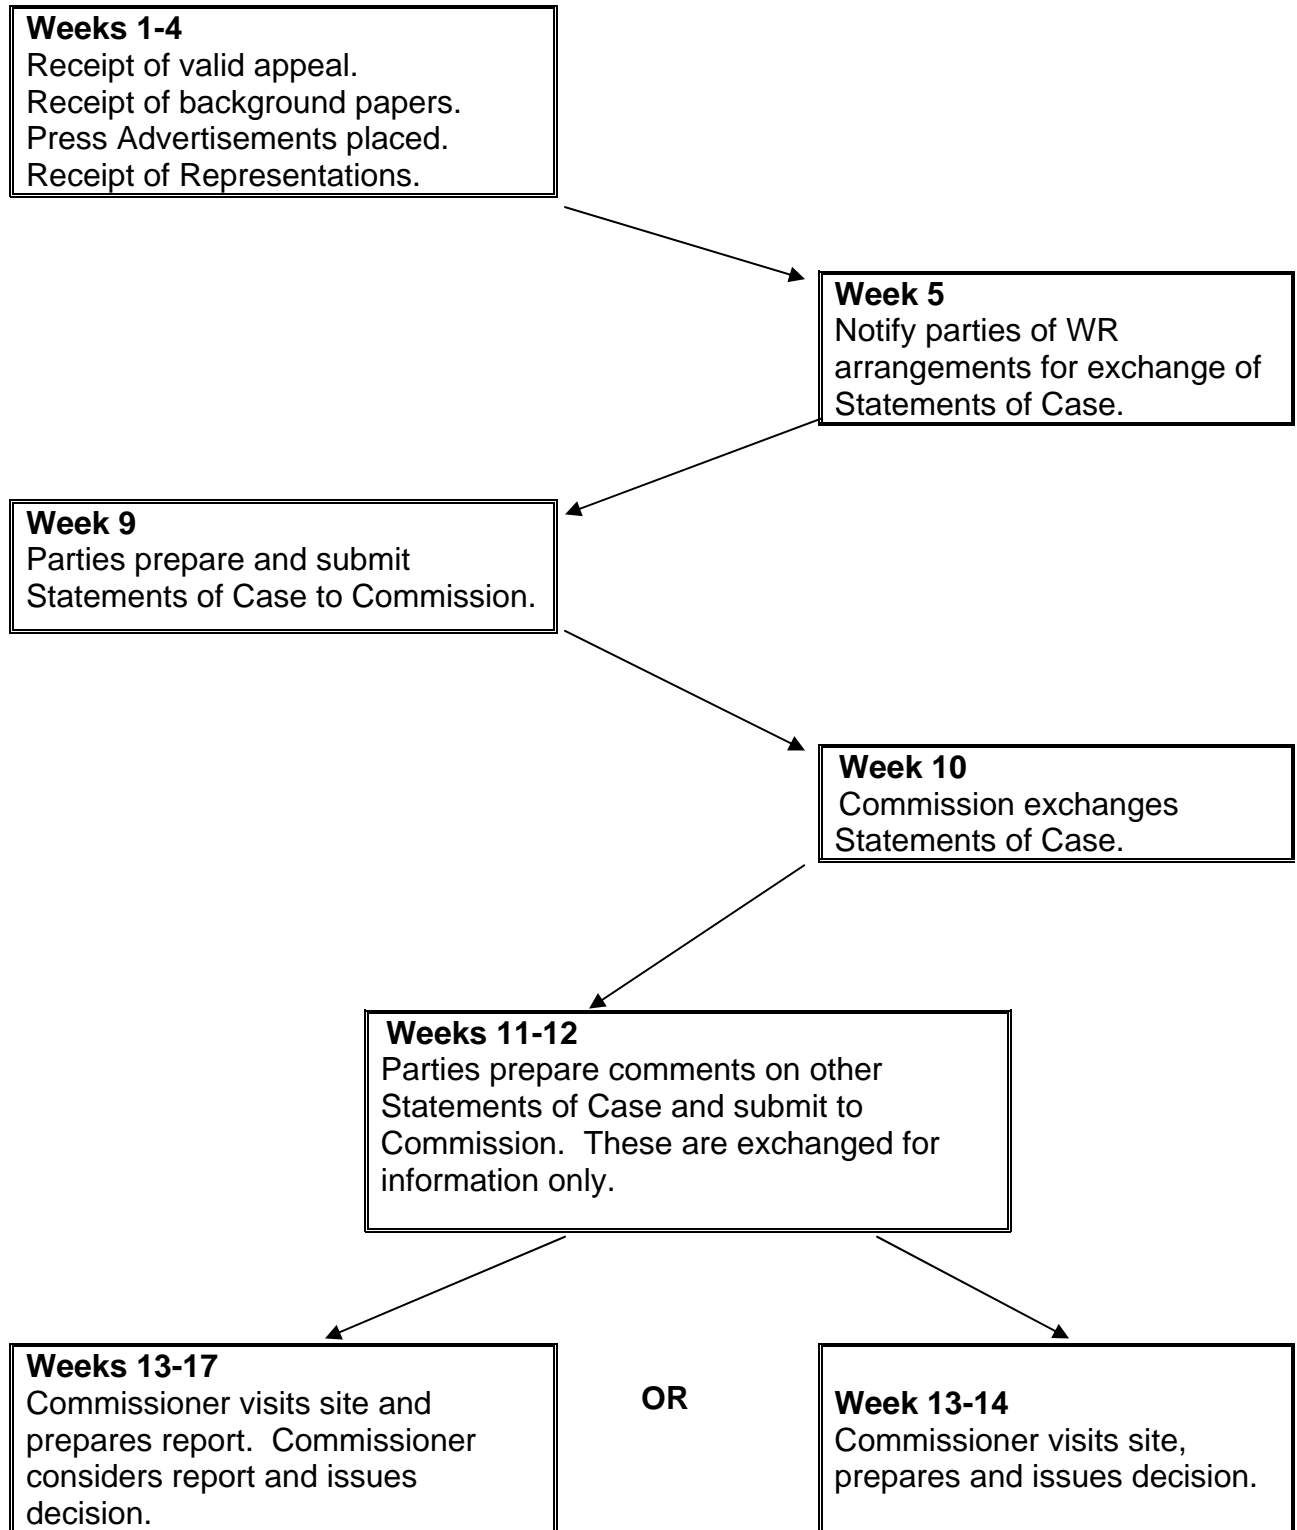 Weeks 1-4
Receipt of valid appeal.
Receipt of background papers.
Press Advertisements placed.
Receipt of Representations.
Week 5
Notify parties of WR
arrangements for exchange of
Statements of Case.
Week 9
Parties prepare and submit
Statements of Case to Commission.
Week 10
Commission exchanges
Statements of Case.
Weeks 11-12
Parties prepare comments on other
Statements of Case and submit to
Commission.  These are exchanged for
information only.
Weeks 13-17
Commissioner visits site and
prepares report.  Commissioner
considers report and issues
decision.
OR
Week 13-14
Commissioner visits site,
prepares and issues decision.